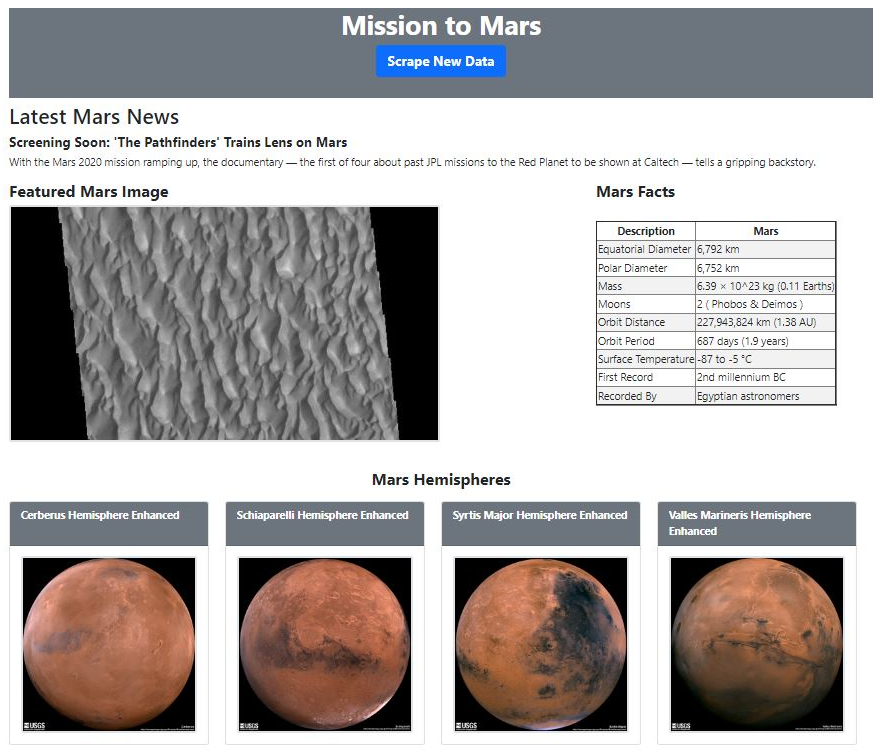 Mission to Mars
Scrape New Data
Latest Mars News
Screening Soon: 'The Pathfinders' Trains Lens on Mars
With the Mars 2020 mission ramping up, the documentary — the first of four about past JPL missions to the Red Planet to be shown at Caltech — tells a gripping backstory.
Featured Mars Image
Mars Facts
Description Mars
Equatorial Diameter 6,792 km
Polar Diameter 6,752 km
Mass 6.39 × 10^23 kg (0.11 Earths)
Moons 2 ( Phobos & Deimos )
Orbit Distance 227,943,824 km (1.38 AU)
Orbit Period 687 days (1.9 years)
Surface Temperature -87 to -5 °C
First Record 2nd millennium BC
Recorded By Egyptian astronomers
Mars Hemispheres
Cerberus Hemisphere Enhanced
Schiaparelli Hemisphere Enhanced
Syrtis Major Hemisphere Enhanced
Valles Marineris Hemisphere
Enhanced
USGS
USGS
USGS
USGS